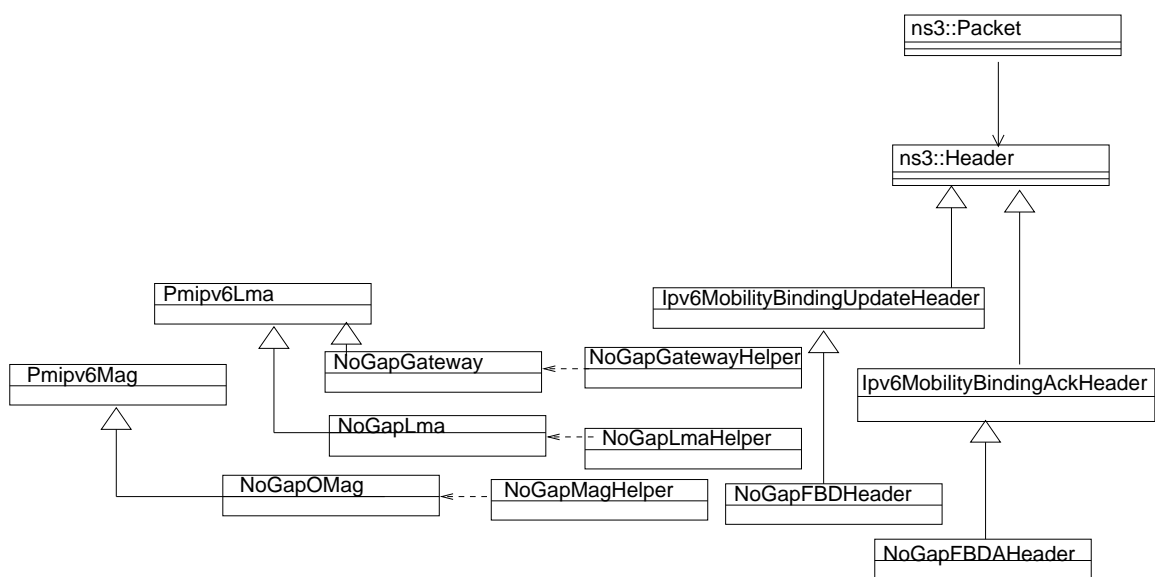 ns3::Packet
ns3::Header
Pmipv6Lma
Ipv6MobilityBindingUpdateHeader
NoGapGateway
NoGapGatewayHelper
Pmipv6Mag
Ipv6MobilityBindingAckHeader
NoGapLma
NoGapLmaHelper
NoGapOMag
NoGapMagHelper
NoGapFBDHeader
NoGapFBDAHeader